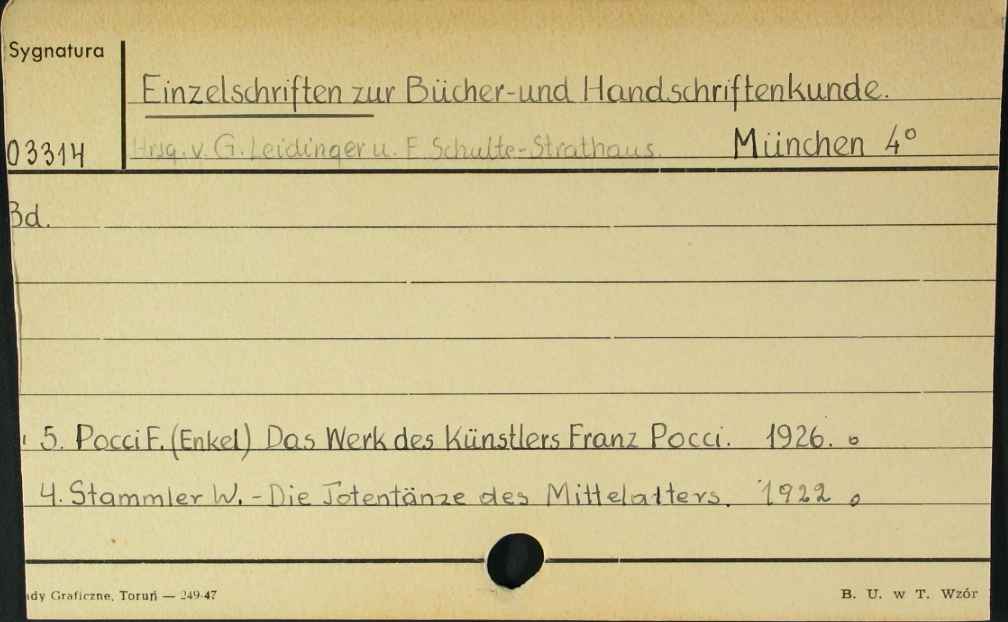 Sygnatura
Einzelschriften zur Bücher-und Handschriftenkunde.
03314 Hrsg. v. G. Leidinger u. F Schulte-Strathaus. München 4°
Bd.
5. Pocci F. (Enkel) Das Werk des Künstlers Franz Pocci. 1926.
4. Stammler W. - Die Totentänze des Mittelalters. 1922
ady Graficzne, Toruń — 249-47 B. U. w T. Wzór